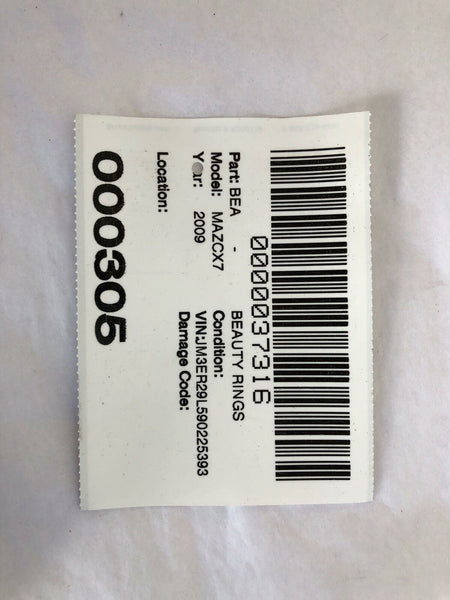 0000037316
Part: BEA - BEAUTY RINGS
Model: MAZCX7 Condition:
Year: 2009 VIN:JM3ER29L590225393
Damage Code:
Location:
000305